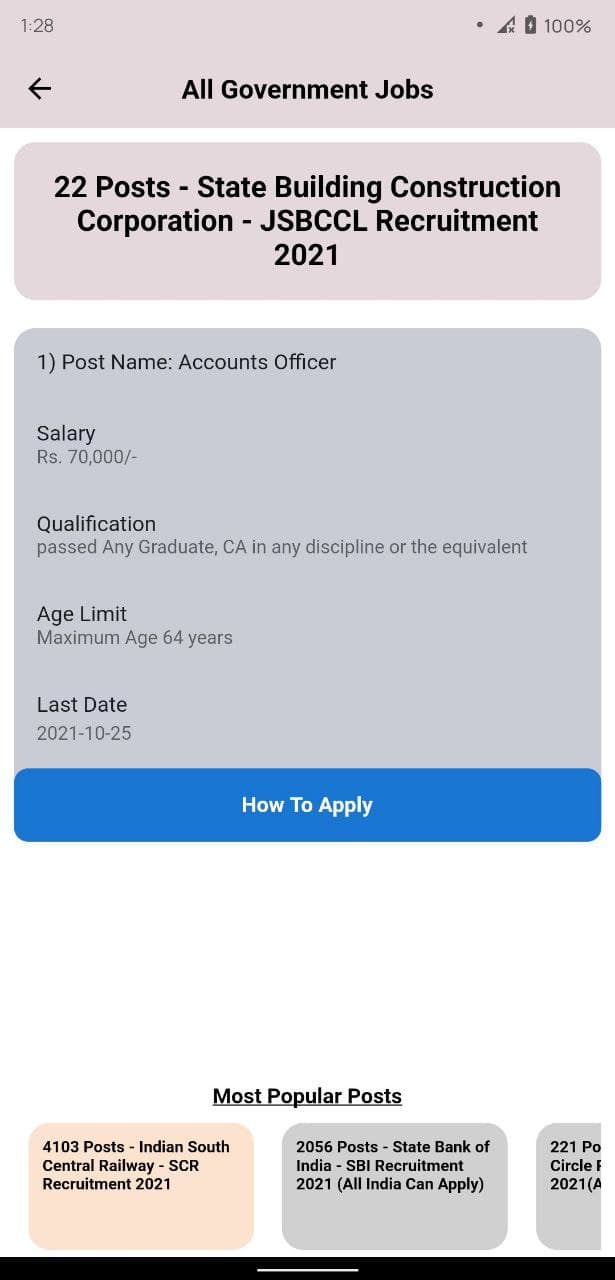 1:28
100%
All Government Jobs
22 Posts - State Building Construction
Corporation - JSBCCL Recruitment
2021
1) Post Name: Accounts Officer
Salary
Rs. 70,000/-
Qualification
passed Any Graduate, CA in any discipline or the equivalent
Age Limit
Maximum Age 64 years
Last Date
2021-10-25
How To Apply
Most Popular Posts
4103 Posts - Indian South
Central Railway - SCR
Recruitment 2021
2056 Posts - State Bank of
India - SBI Recruitment
2021 (All India Can Apply)
221 Po
Circle
2021(A